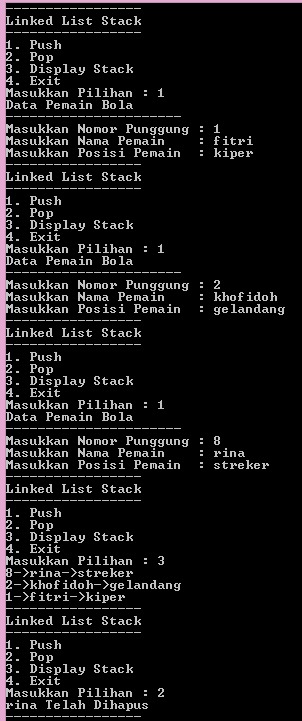 -----------------
Linked List Stack
-----------------
1. Push
2. Pop
3. Display Stack
4. Exit
Masukkan Pilihan : 1
Data Pemain Bola
----------------------
Masukkan Nomor Punggung : 1
Masukkan Nama Pemain    : fitri
Masukkan Posisi Pemain  : kiper
-----------------
Linked List Stack
-----------------
1. Push
2. Pop
3. Display Stack
4. Exit
Masukkan Pilihan : 1
Data Pemain Bola
----------------------
Masukkan Nomor Punggung : 2
Masukkan Nama Pemain    : khofidoh
Masukkan Posisi Pemain  : gelandang
-----------------
Linked List Stack
-----------------
1. Push
2. Pop
3. Display Stack
4. Exit
Masukkan Pilihan : 1
Data Pemain Bola
----------------------
Masukkan Nomor Punggung : 8
Masukkan Nama Pemain    : rina
Masukkan Posisi Pemain  : streker
-----------------
Linked List Stack
-----------------
1. Push
2. Pop
3. Display Stack
4. Exit
Masukkan Pilihan : 3
8->rina->streker
2->khofidoh->gelandang
1->fitri->kiper
-----------------
Linked List Stack
-----------------
1. Push
2. Pop
3. Display Stack
4. Exit
Masukkan Pilihan : 2
rina Telah Dihapus
-----------------